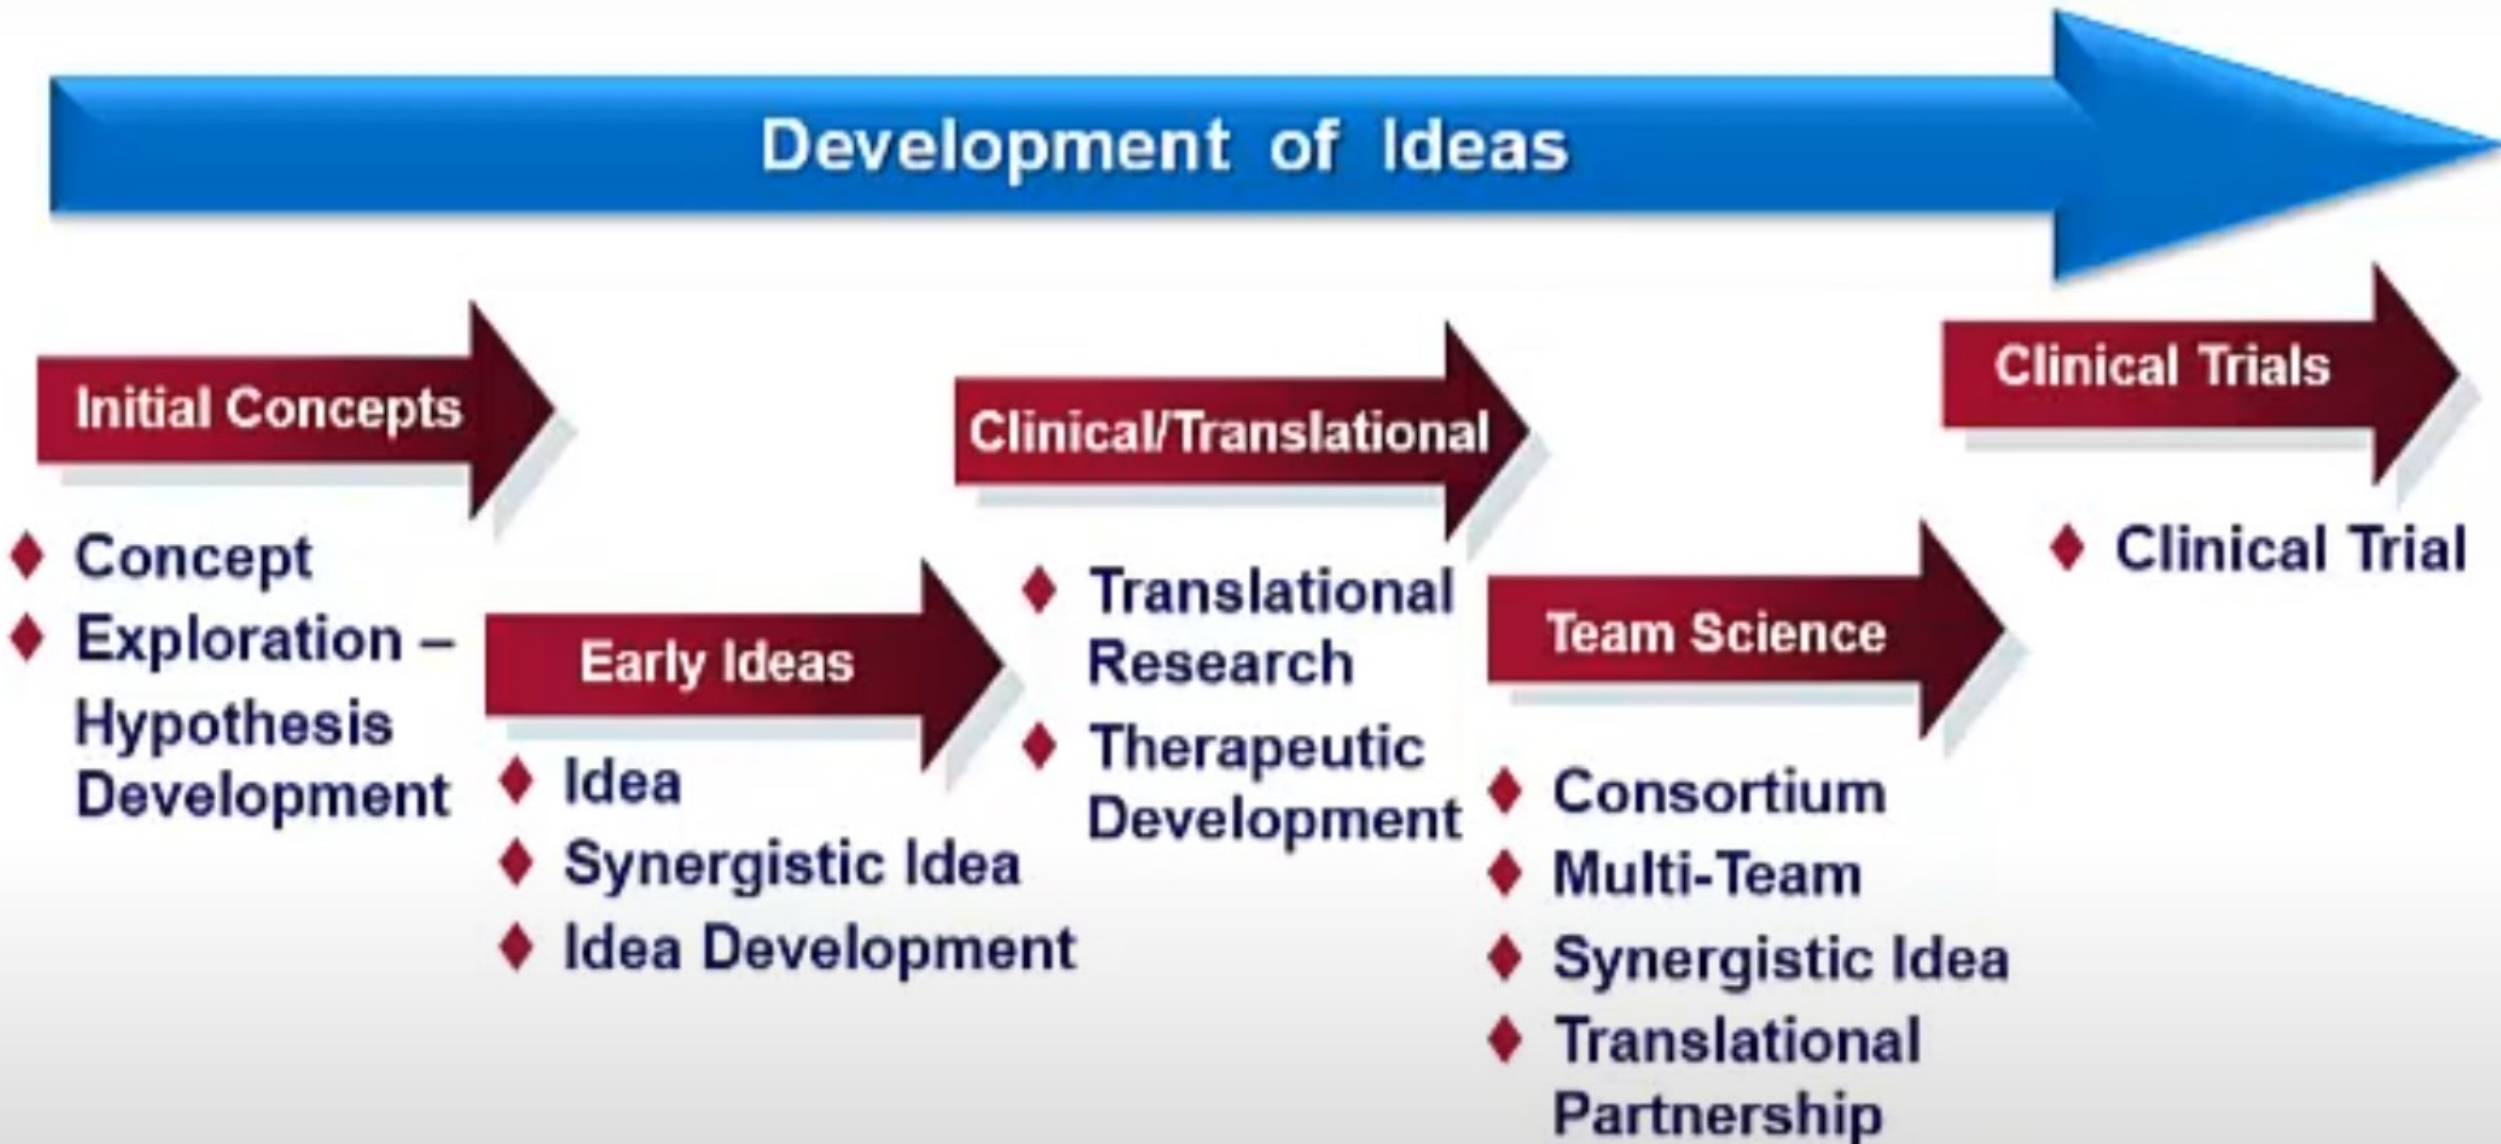 Development of Ideas
Initial Concepts
Concept
Exploration –
Hypothesis
Development
Early Ideas
Idea
Synergistic Idea
Idea Development
Clinical/Translational
Translational
Research
Therapeutic
Development
Team Science
Consortium
Multi-Team
Synergistic Idea
Translational
Partnership
Clinical Trials
Clinical Trial